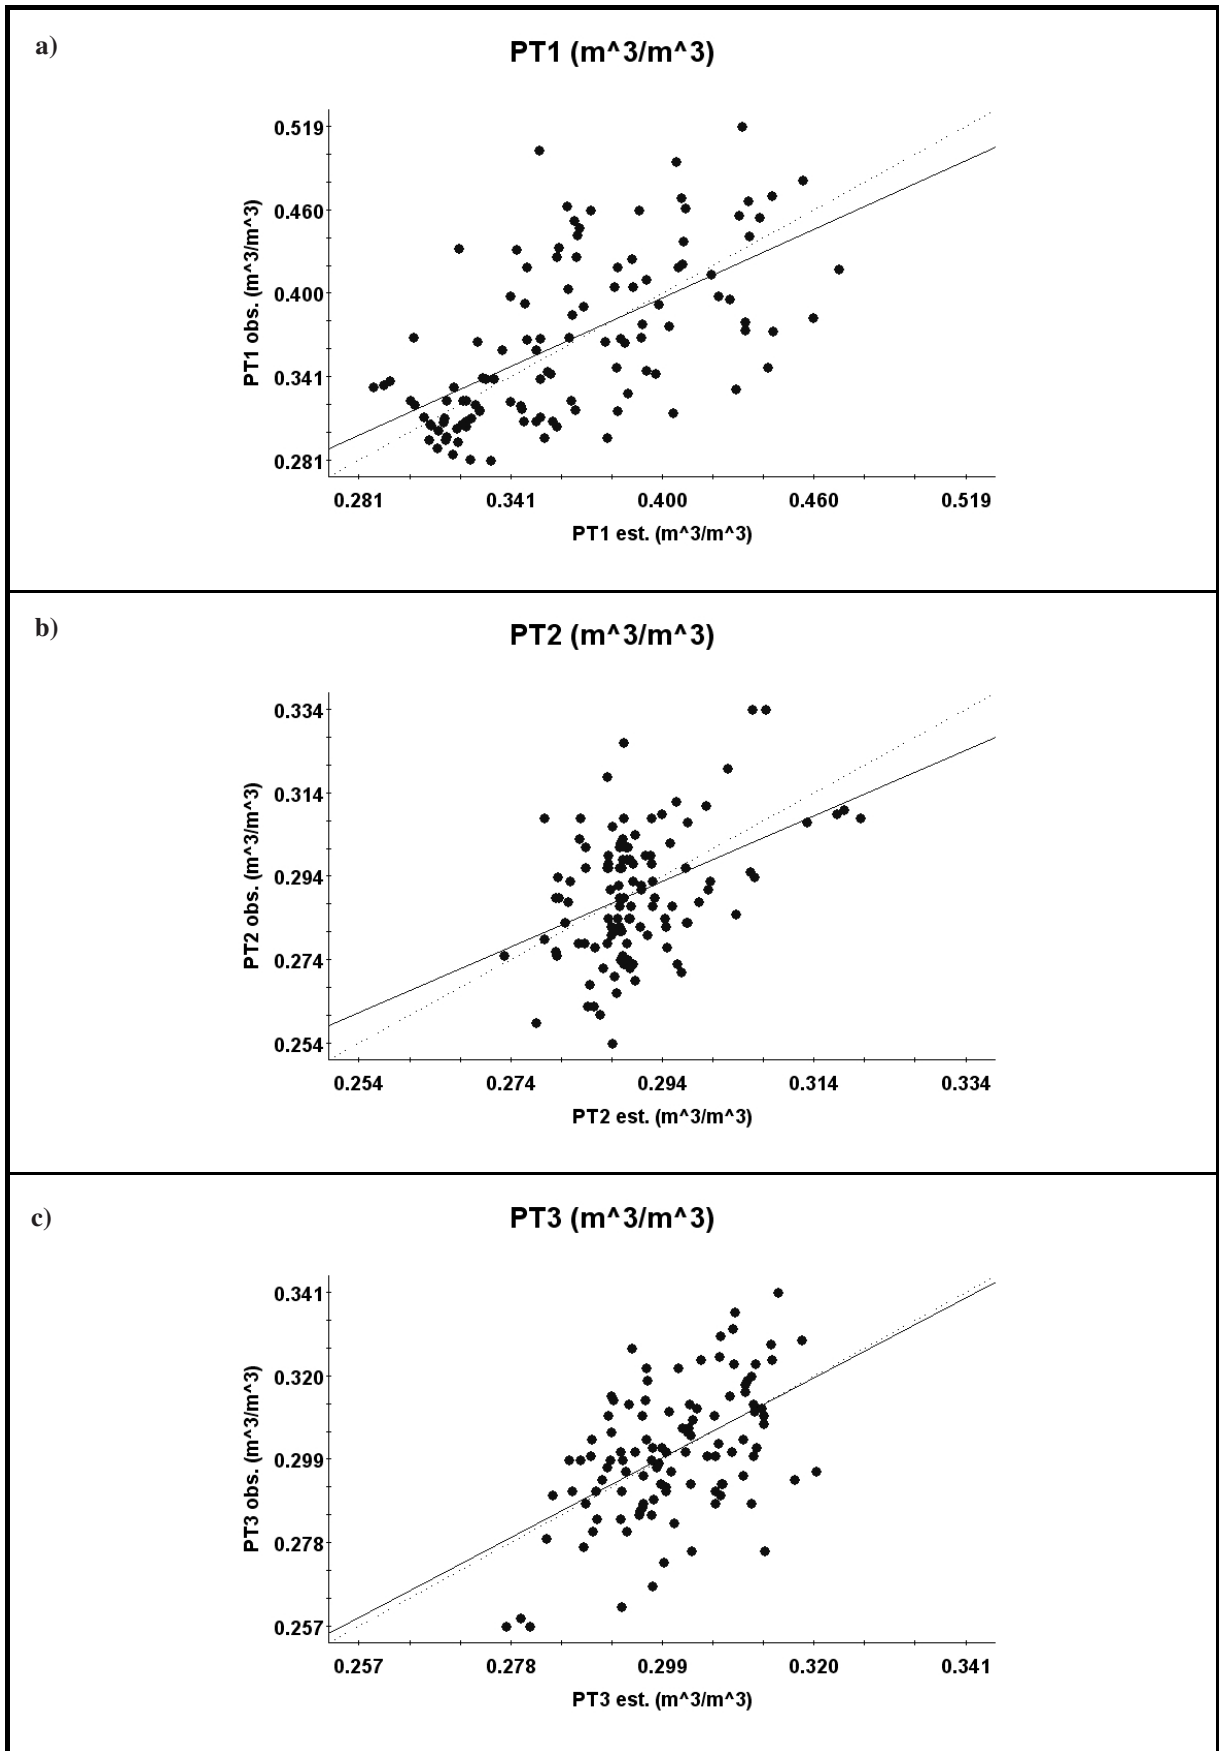 a)
PT1 (m^3/m^3)
0.519
0.460
0.400
0.341
0.281
PT1 obs. (m^3/m^3)
0.281 0.341 0.400 0.460 0.519
PT1 est. (m^3/m^3)
b)
PT2 (m^3/m^3)
0.334
0.314
0.294
0.274
0.254
PT2 obs. (m^3/m^3)
0.254 0.274 0.294 0.314 0.334
PT2 est. (m^3/m^3)
c)
PT3 (m^3/m^3)
0.341
0.320
0.299
0.278
0.257
PT3 obs. (m^3/m^3)
0.257 0.278 0.299 0.320 0.341
PT3 est. (m^3/m^3)